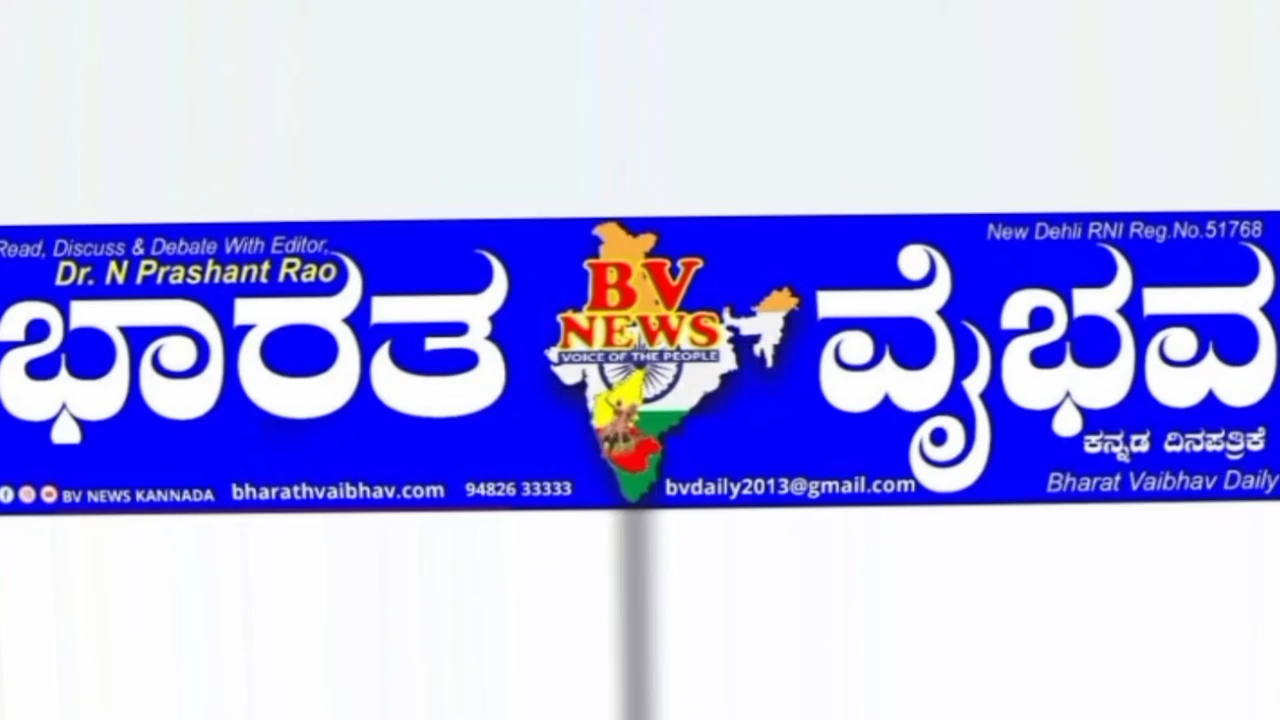 Read, Discuss & Debate With Editor,
Dr. N Prashant Rao
New Dehli RNI Reg.No.51768
ಭಾರತ ವೈಭವ
BV
NEWS
VOICE OF THE PEOPLE
ಕನ್ನಡ ದಿನಪತ್ರಿಕೆ
Bharat Vaibhav Daily
BV NEWS KANNADA bharathvaibhav.com 94826 33333 bvdaily2013@gmail.com